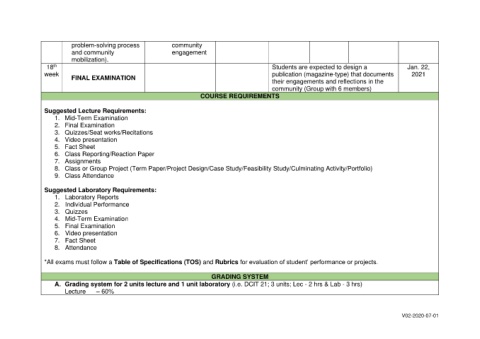 problem-solving process and community mobilization).
community engagement
18th week
FINAL EXAMINATION
Students are expected to design a publication (magazine-type) that documents their engagements and reflections in the community (Group with 6 members)
Jan. 22, 2021
COURSE REQUIREMENTS
Suggested Lecture Requirements:
1. Mid-Term Examination
2. Final Examination
3. Quizzes/Seat works/Recitations
4. Video presentation
5. Fact Sheet
6. Class Reporting/Reaction Paper
7. Assignments
8. Class or Group Project (Term Paper/Project Design/Case Study/Feasibility Study/Culminating Activity/Portfolio)
9. Class Attendance
Suggested Laboratory Requirements:
1. Laboratory Reports
2. Individual Performance
3. Quizzes
4. Mid-Term Examination
5. Final Examination
6. Video presentation
7. Fact Sheet
8. Attendance
*All exams must follow a Table of Specifications (TOS) and Rubrics for evaluation of student' performance or projects.
GRADING SYSTEM
A. Grading system for 2 units lecture and 1 unit laboratory (i.e. DCIT 21; 3 units; Lec - 2 hrs & Lab - 3 hrs)
Lecture – 60%
V02-2020-07-01